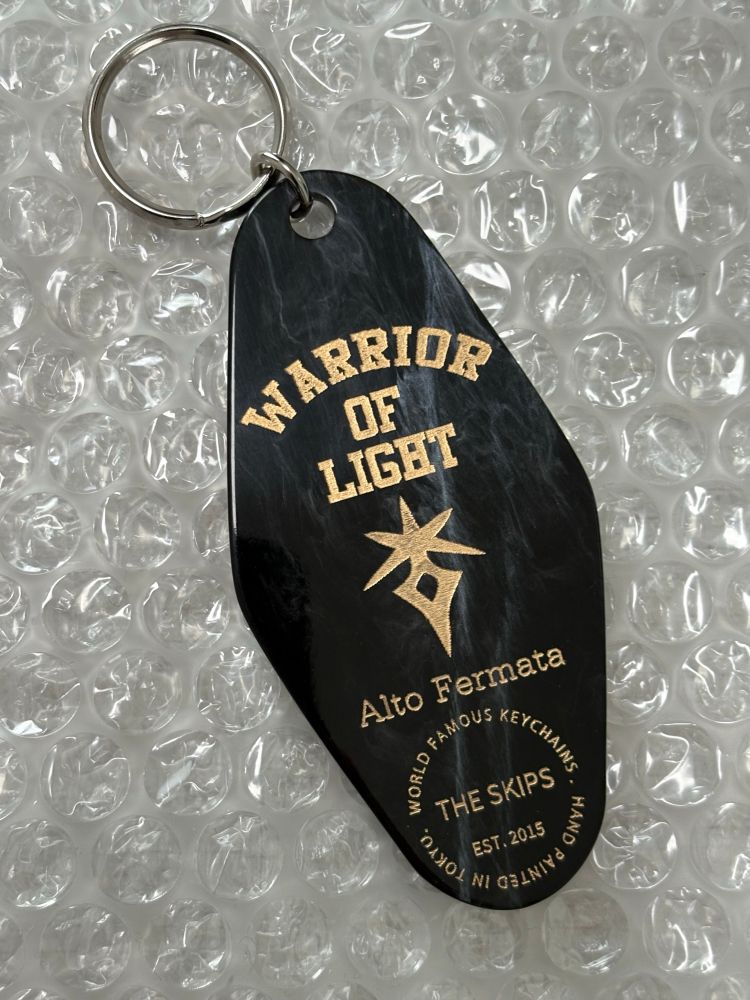 WARRIOR
OF
LIGHT
Alto Fermata
WORLD FAMOUS KEYCHAINS.
THE SKIPS
EST. 2015
HAND PAINTED IN TOKYO.